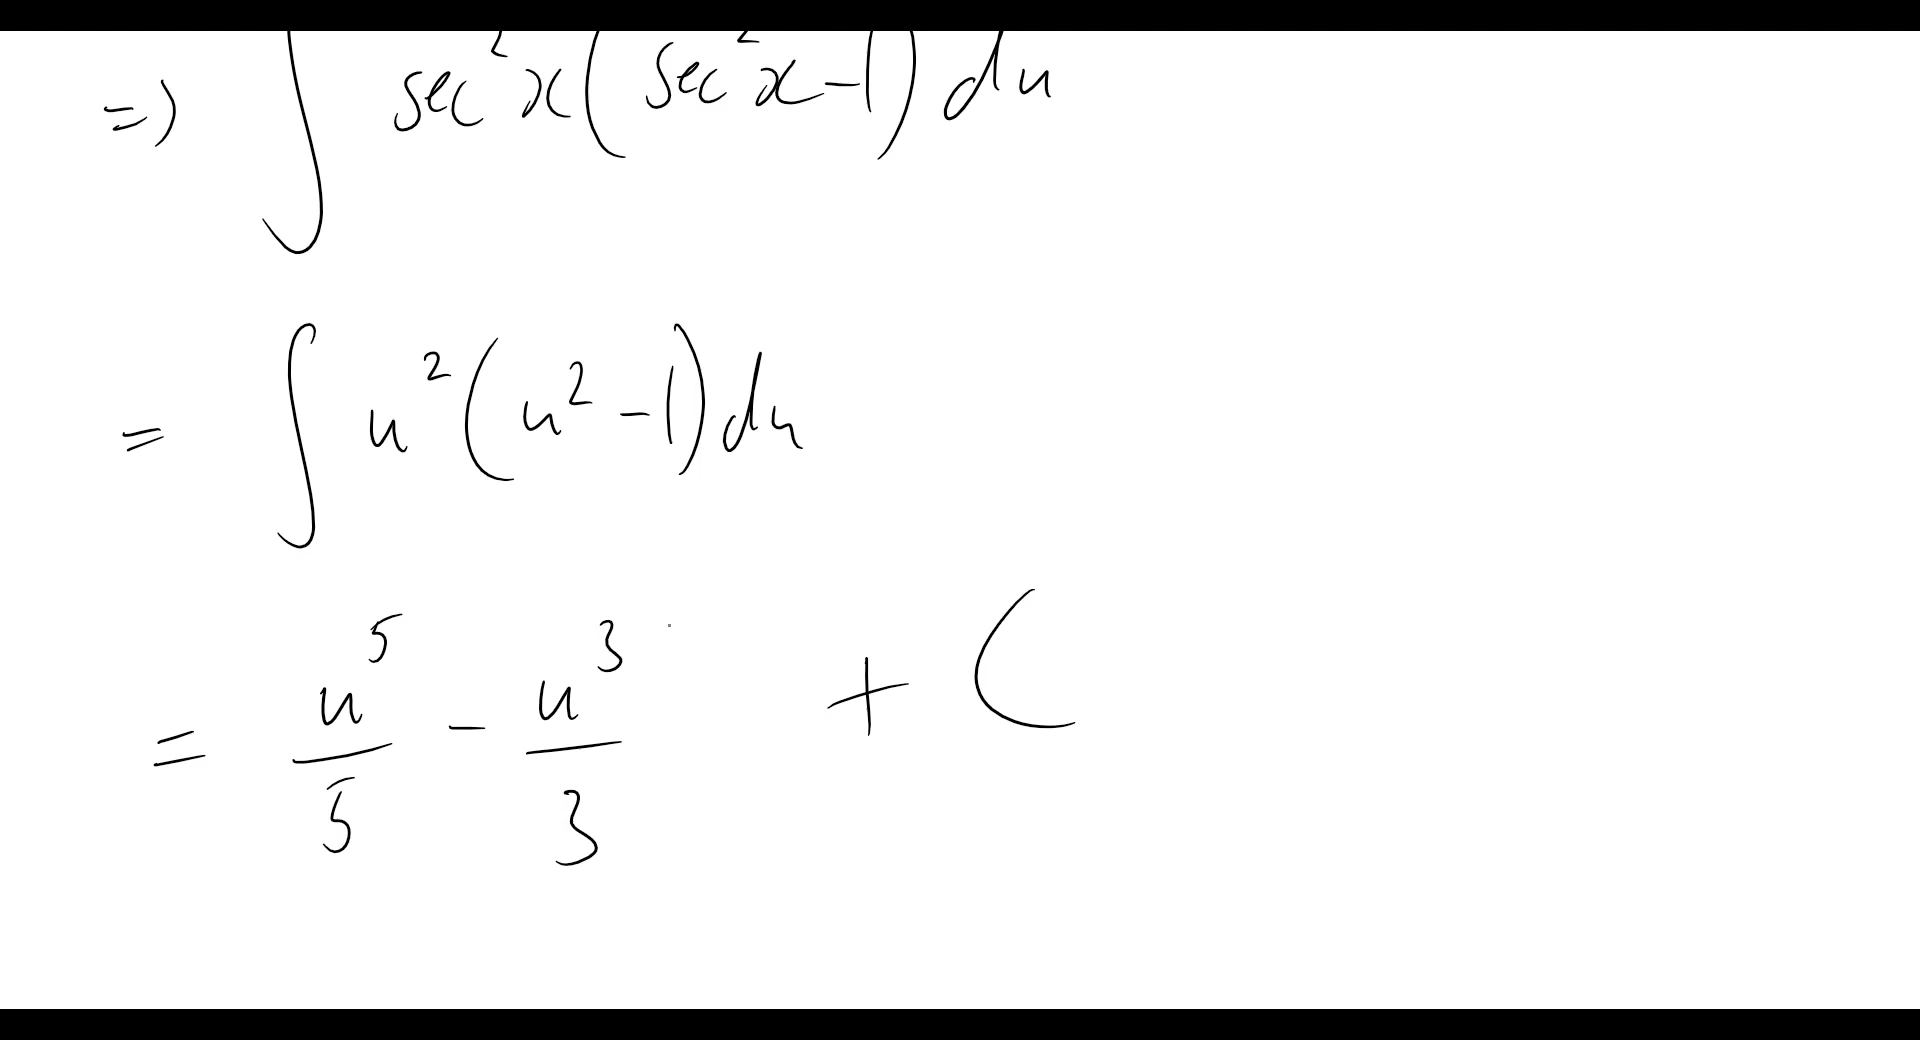 => ∫ sec²x(sec²x-1)du
= ∫ u²(u²-1)du
= u⁵/5 - u³/3 + C